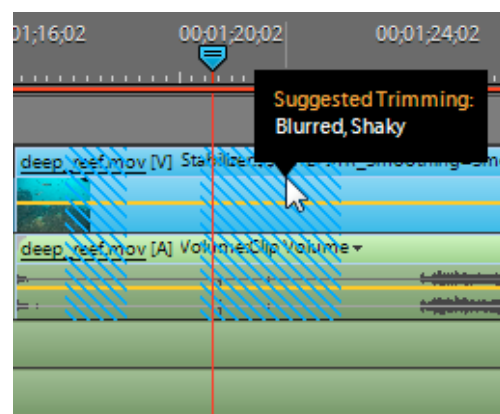 01;16;02 00;01;20;02 00;01;24;02
Suggested Trimming:
Blurred, Shaky
deep_reef.mov [V]
deep_reef.mov [A] Volume:Clip Volume